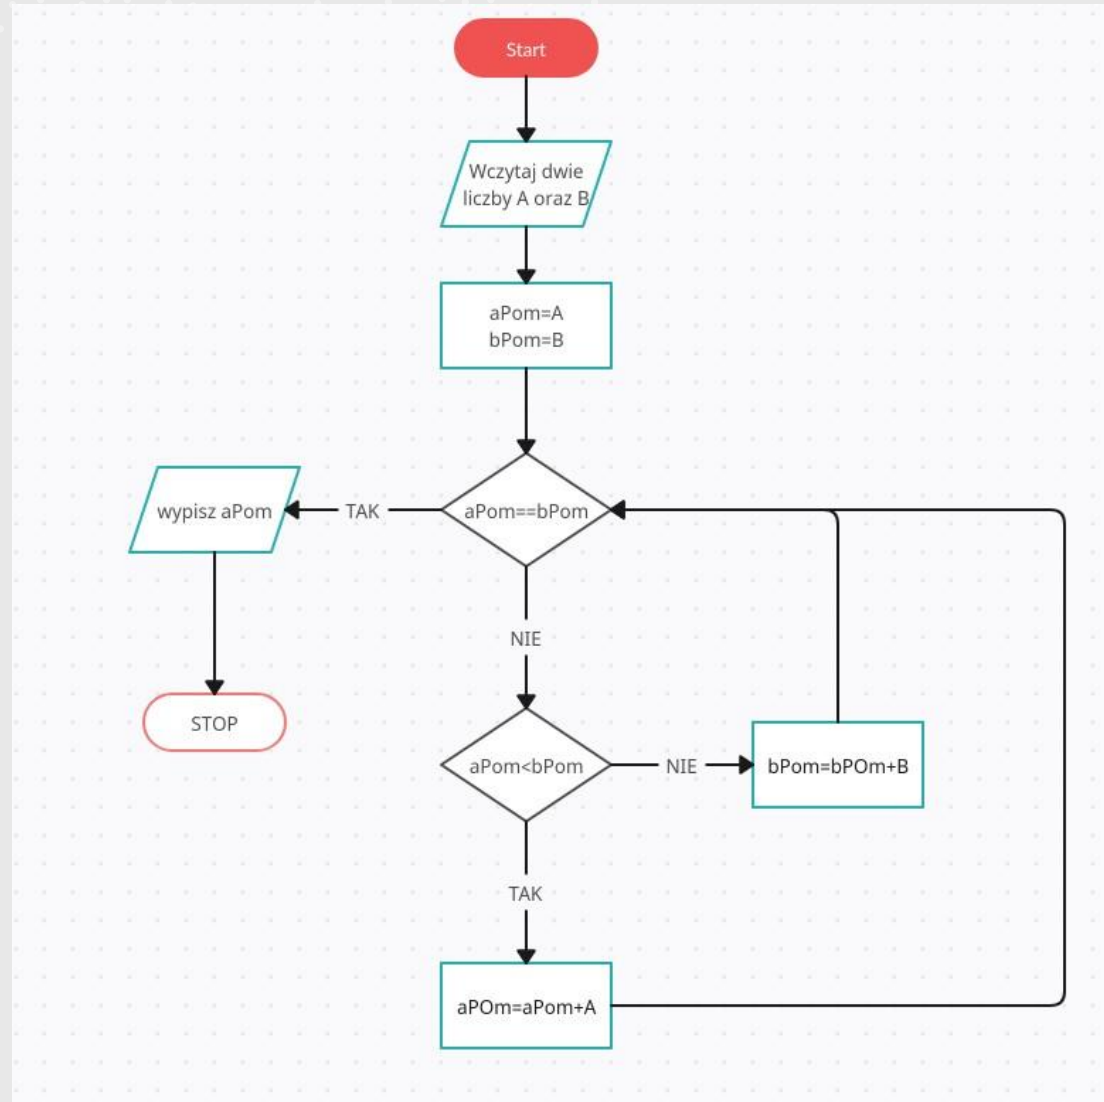 Start
Wczytaj dwie
liczby A oraz B
aPom=A
bPom=B
wypisz aPom
TAK
aPom==bPom
NIE
STOP
aPom<bPom
NIE
bPom=bPOm+B
TAK
aPOm=aPom+A